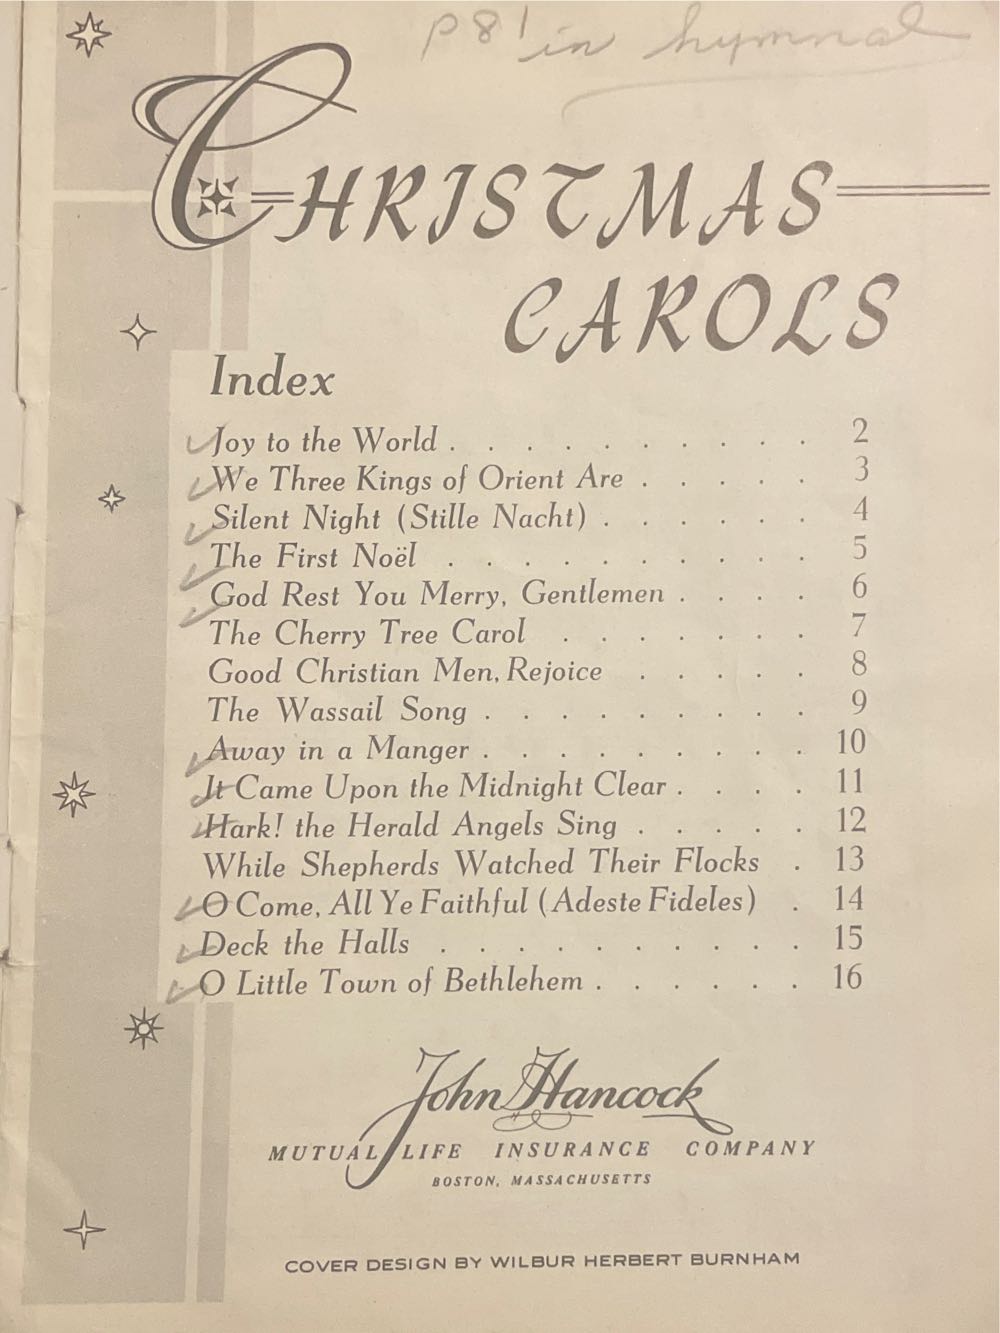 p 81 in hymnal
CHRISTMAS
CAROLS
Index
Joy to the World . . . . . . . . . . 2
We Three Kings of Orient Are . . . . . 3
Silent Night (Stille Nacht) . . . . . . 4
The First Noël . . . . . . . . . . 5
God Rest You Merry, Gentlemen . . . . 6
The Cherry Tree Carol . . . . . . . 7
Good Christian Men, Rejoice . . . . . 8
The Wassail Song . . . . . . . . . 9
Away in a Manger . . . . . . . . . 10
It Came Upon the Midnight Clear . . . . 11
Hark! the Herald Angels Sing . . . . . 12
While Shepherds Watched Their Flocks . 13
O Come, All Ye Faithful (Adeste Fideles) . 14
Deck the Halls . . . . . . . . . . 15
O Little Town of Bethlehem . . . . . . 16
John Hancock
MUTUAL LIFE INSURANCE COMPANY
BOSTON, MASSACHUSETTS
COVER DESIGN BY WILBUR HERBERT BURNHAM